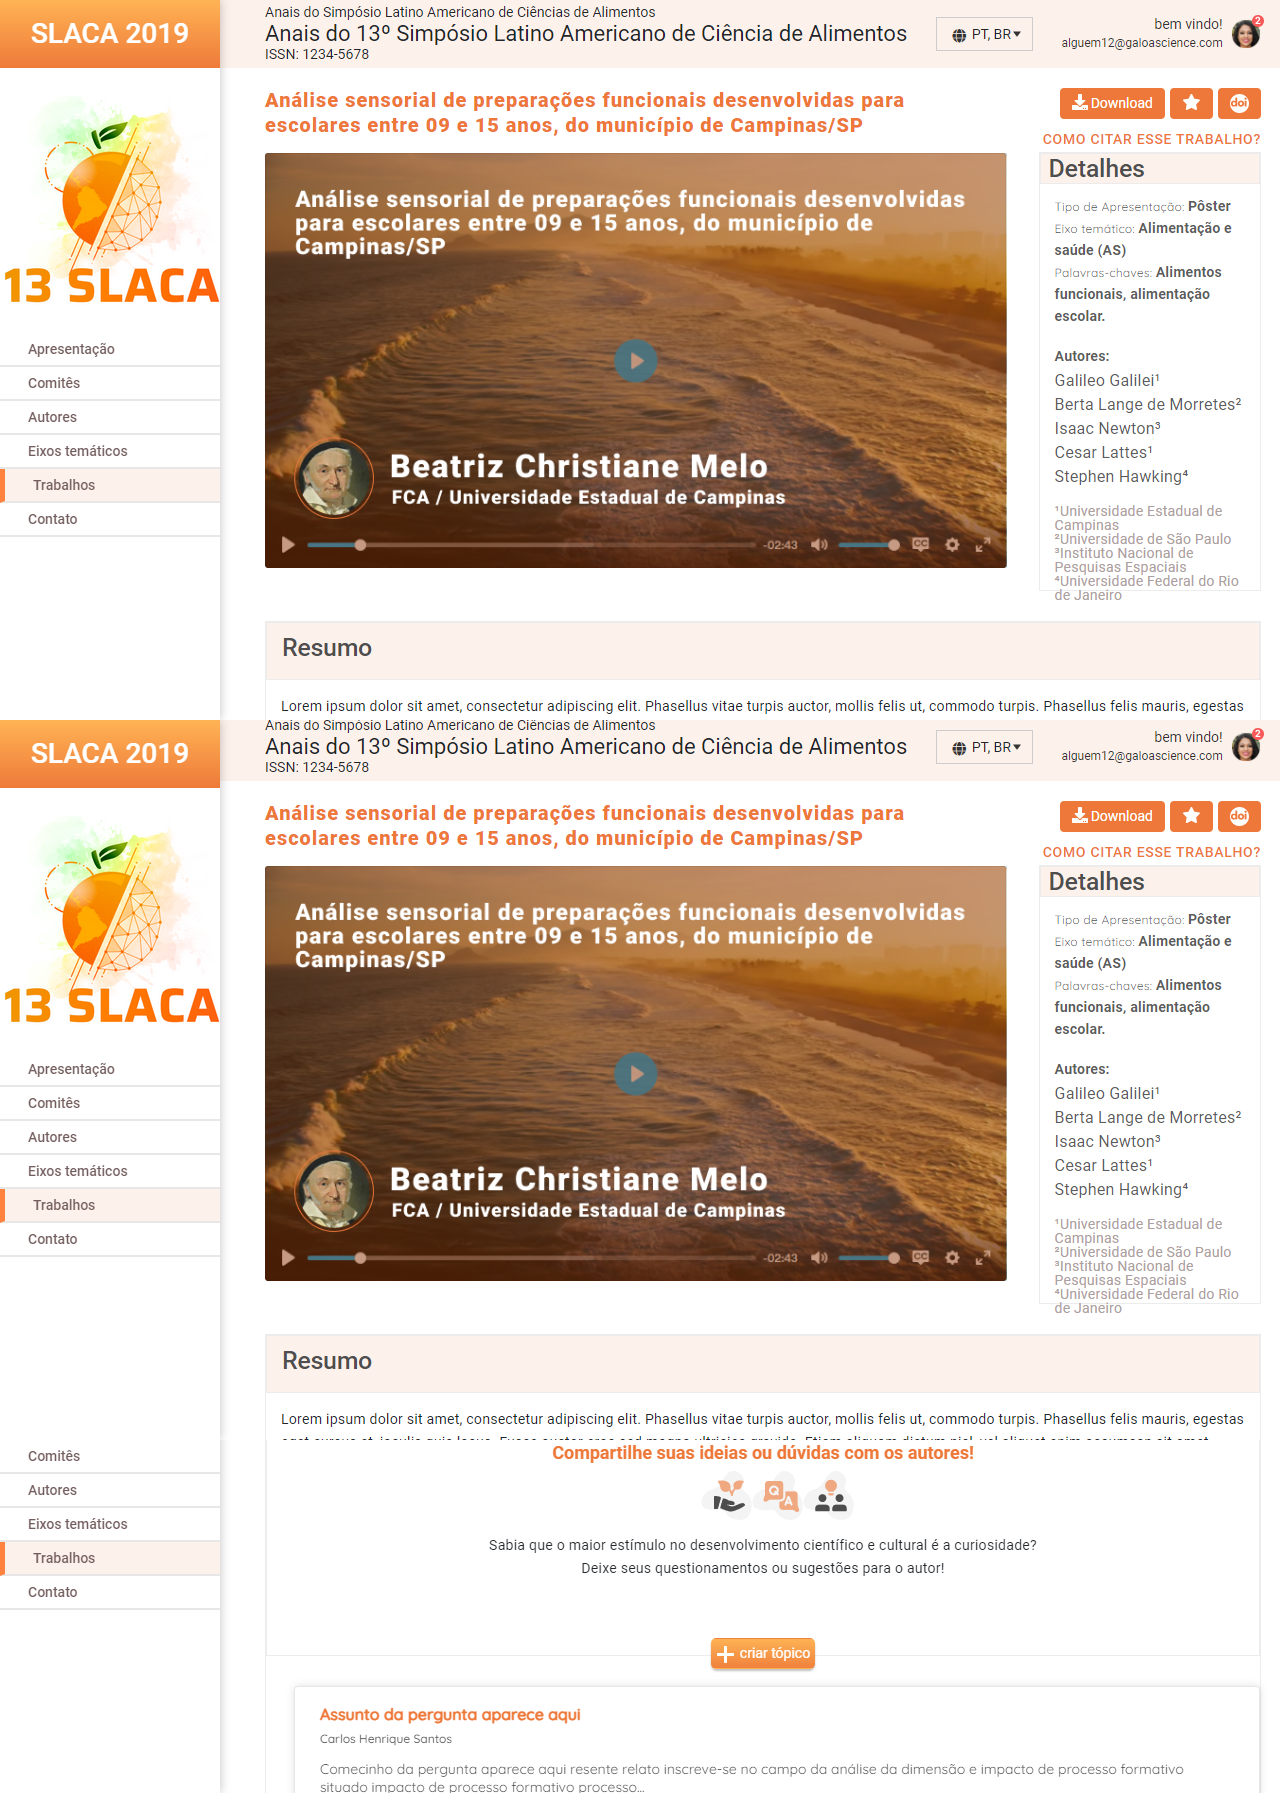 SLACA 2019
Anais do Simpósio Latino Americano de Ciências de Alimentos
Anais do 13º Simpósio Latino Americano de Ciência de Alimentos
ISSN: 1234-5678
PT, BR
bem vindo!
alguem12@galoascience.com
2
13 SLACA
Apresentação
Comitês
Autores
Eixos temáticos
Trabalhos
Contato
Análise sensorial de preparações funcionais desenvolvidas para
escolares entre 09 e 15 anos, do município de Campinas/SP
Análise sensorial de preparações funcionais desenvolvidas
para escolares entre 09 e 15 anos, do município de
Campinas/SP
Beatriz Christiane Melo
FCA / Universidade Estadual de Campinas
-02:43
CC
Download
doi
COMO CITAR ESSE TRABALHO?
Detalhes
Tipo de Apresentação: Pôster
Eixo temático: Alimentação e
saúde (AS)
Palavras-chaves: Alimentos
funcionais, alimentação
escolar.
Autores:
Galileo Galilei¹
Berta Lange de Morretes²
Isaac Newton³
Cesar Lattes¹
Stephen Hawking⁴
¹Universidade Estadual de
Campinas
²Universidade de São Paulo
³Instituto Nacional de
Pesquisas Espaciais
⁴Universidade Federal do Rio
de Janeiro
Resumo
Lorem ipsum dolor sit amet, consectetur adipiscing elit. Phasellus vitae turpis auctor, mollis felis ut, commodo turpis. Phasellus felis mauris, egestas
SLACA 2019
Anais do Simpósio Latino Americano de Ciências de Alimentos
Anais do 13º Simpósio Latino Americano de Ciência de Alimentos
ISSN: 1234-5678
PT, BR
bem vindo!
alguem12@galoascience.com
2
13 SLACA
Apresentação
Comitês
Autores
Eixos temáticos
Trabalhos
Contato
Análise sensorial de preparações funcionais desenvolvidas para
escolares entre 09 e 15 anos, do município de Campinas/SP
Análise sensorial de preparações funcionais desenvolvidas
para escolares entre 09 e 15 anos, do município de
Campinas/SP
Beatriz Christiane Melo
FCA / Universidade Estadual de Campinas
-02:43
CC
Download
doi
COMO CITAR ESSE TRABALHO?
Detalhes
Tipo de Apresentação: Pôster
Eixo temático: Alimentação e
saúde (AS)
Palavras-chaves: Alimentos
funcionais, alimentação
escolar.
Autores:
Galileo Galilei¹
Berta Lange de Morretes²
Isaac Newton³
Cesar Lattes¹
Stephen Hawking⁴
¹Universidade Estadual de
Campinas
²Universidade de São Paulo
³Instituto Nacional de
Pesquisas Espaciais
⁴Universidade Federal do Rio
de Janeiro
Resumo
Lorem ipsum dolor sit amet, consectetur adipiscing elit. Phasellus vitae turpis auctor, mollis felis ut, commodo turpis. Phasellus felis mauris, egestas
Comitês
Autores
Eixos temáticos
Trabalhos
Contato
Compartilhe suas ideias ou dúvidas com os autores!
Q
A
Sabia que o maior estímulo no desenvolvimento científico e cultural é a curiosidade?
Deixe seus questionamentos ou sugestões para o autor!
criar tópico
Assunto da pergunta aparece aqui
Carlos Henrique Santos
Comecinho da pergunta aparece aqui resente relato inscreve-se no campo da análise da dimensão e impacto de processo formativo
situado impacto de processo formativo processo...